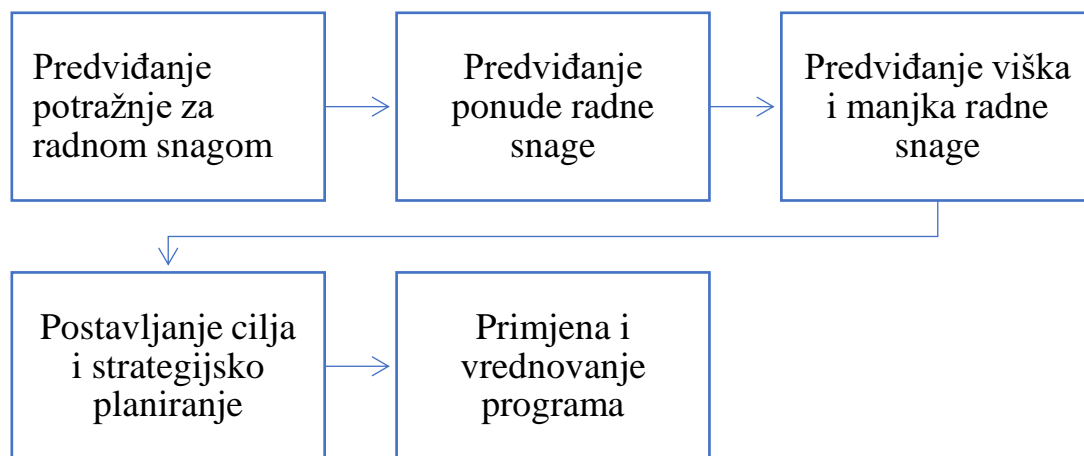 Predviđanje
potražnje za
radnom snagom
Predviđanje
ponude radne
snage
Predviđanje viška
i manjka radne
snage
Postavljanje cilja
i strategijsko
planiranje
Primjena i
vrednovanje
programa